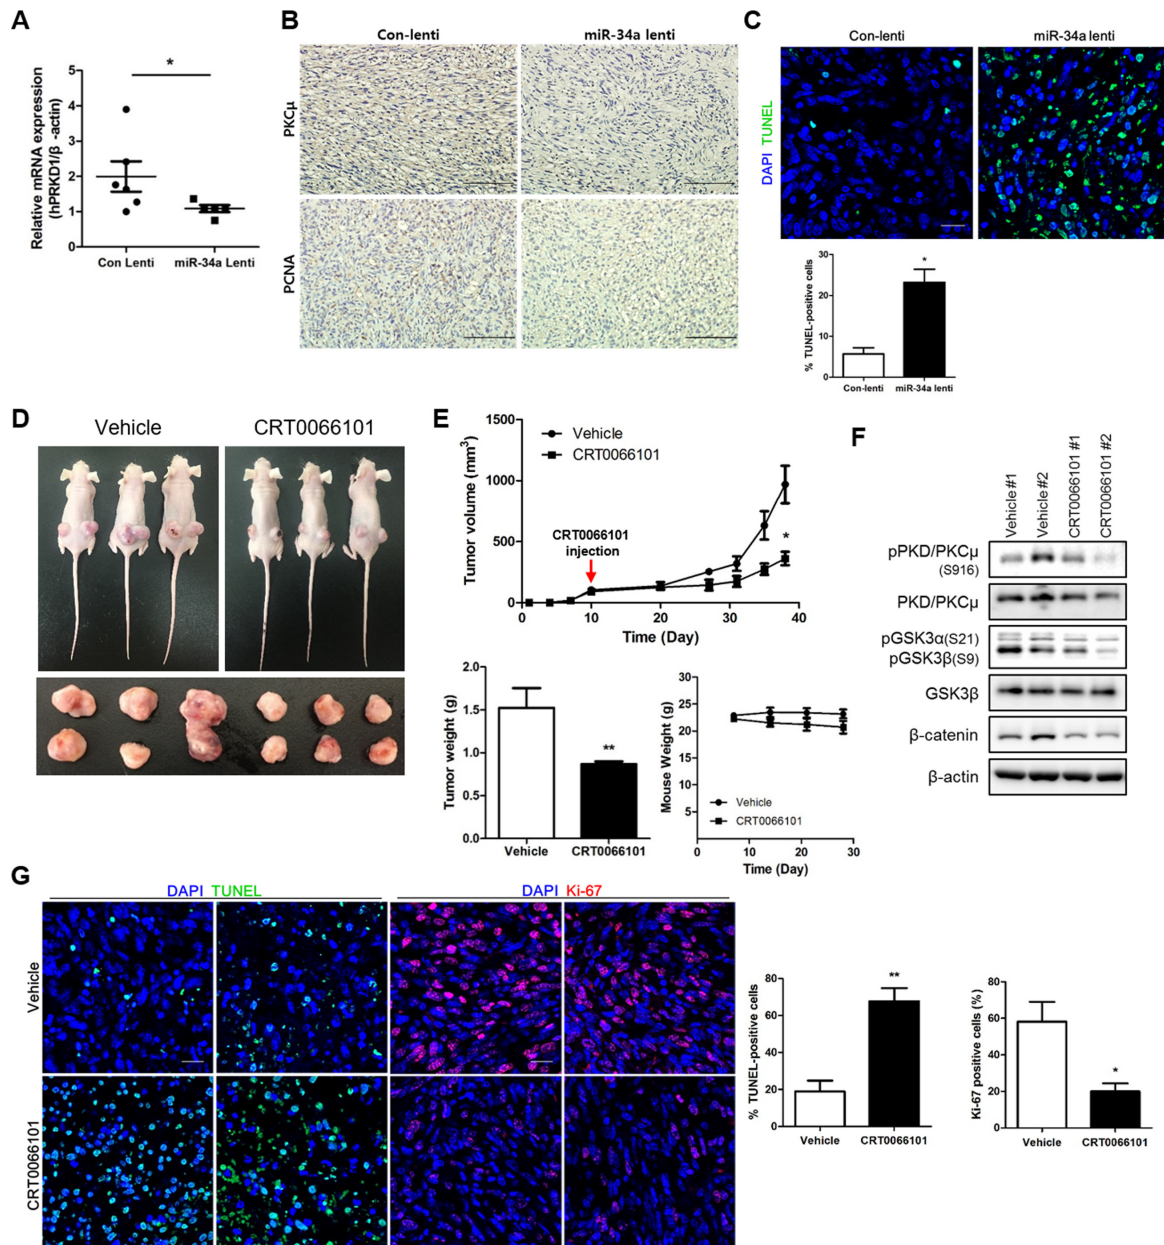 A
Relative mRNA expression
(hPRKD1/β -actin)
5
4
3
2
1
0
*
Con Lenti
miR-34a Lenti
B
Con-lenti
miR-34a lenti
PKCμ
PCNA
C
Con-lenti
miR-34a lenti
DAPI TUNEL
% TUNEL-positive cells
30
20
10
0
*
Con-lenti
miR-34a lenti
D
Vehicle
CRT0066101
E
Tumor volume (mm3)
1500
1000
500
0
Vehicle
CRT0066101
CRT0066101
injection
*
0 10 20 30 40
Time (Day)
Tumor weight (g)
2.0
1.5
1.0
0.5
0.0
**
Vehicle
CRT0066101
Mouse Weight (g)
30
25
20
15
10
5
Vehicle
CRT0066101
0 10 20 30
Time (Day)
F
Vehicle #1
Vehicle #2
CRT0066101 #1
CRT0066101 #2
pPKD/PKCμ
(S916)
PKD/PKCμ
pGSK3α(S21)
pGSK3β(S9)
GSK3β
β-catenin
β-actin
G
DAPI TUNEL
DAPI Ki-67
Vehicle
CRT0066101
% TUNEL-positive cells
80
60
40
20
0
**
Vehicle
CRT0066101
Ki-67 positive cells (%)
80
60
40
20
0
*
Vehicle
CRT0066101